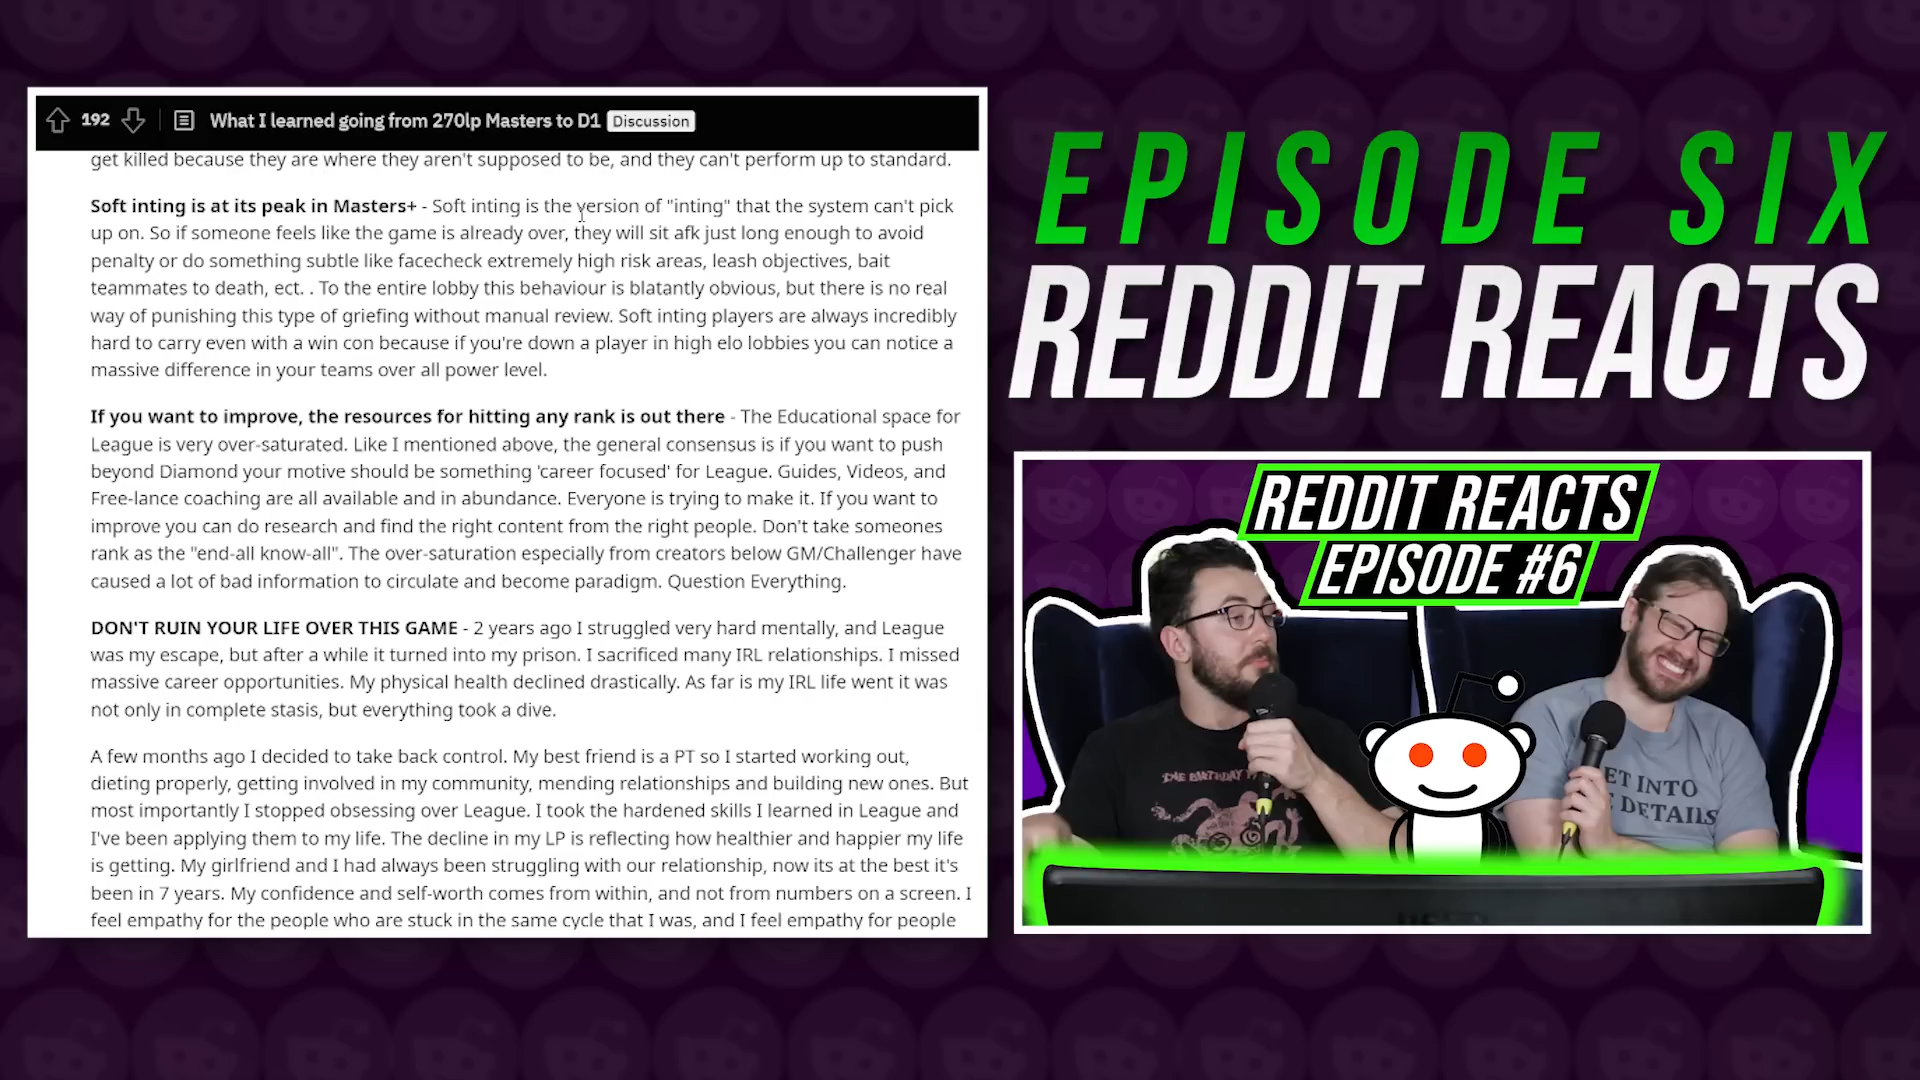 192
What I learned going from 270lp Masters to D1
Discussion
get killed because they are where they aren't supposed to be, and they can't perform up to standard.
Soft inting is at its peak in Masters+ - Soft inting is the version of "inting" that the system can't pick
up on. So if someone feels like the game is already over, they will sit afk just long enough to avoid
penalty or do something subtle like facecheck extremely high risk areas, leash objectives, bait
teammates to death, ect. . To the entire lobby this behaviour is blatantly obvious, but there is no real
way of punishing this type of griefing without manual review. Soft inting players are always incredibly
hard to carry even with a win con because if you're down a player in high elo lobbies you can notice a
massive difference in your teams over all power level.
If you want to improve, the resources for hitting any rank is out there - The Educational space for
League is very over-saturated. Like I mentioned above, the general consensus is if you want to push
beyond Diamond your motive should be something 'career focused' for League. Guides, Videos, and
Free-lance coaching are all available and in abundance. Everyone is trying to make it. If you want to
improve you can do research and find the right content from the right people. Don't take someones
rank as the "end-all know-all". The over-saturation especially from creators below GM/Challenger have
caused a lot of bad information to circulate and become paradigm. Question Everything.
DON'T RUIN YOUR LIFE OVER THIS GAME - 2 years ago I struggled very hard mentally, and League
was my escape, but after a while it turned into my prison. I sacrificed many IRL relationships. I missed
massive career opportunities. My physical health declined drastically. As far is my IRL life went it was
not only in complete stasis, but everything took a dive.
A few months ago I decided to take back control. My best friend is a PT so I started working out,
dieting properly, getting involved in my community, mending relationships and building new ones. But
most importantly I stopped obsessing over League. I took the hardened skills I learned in League and
I've been applying them to my life. The decline in my LP is reflecting how healthier and happier my life
is getting. My girlfriend and I had always been struggling with our relationship, now its at the best it's
been in 7 years. My confidence and self-worth comes from within, and not from numbers on a screen. I
feel empathy for the people who are stuck in the same cycle that I was, and I feel empathy for people
EPISODE SIX
REDDIT REACTS
REDDIT REACTS
EPISODE #6
THE BIRTHDAY
ET INTO
DETAILS